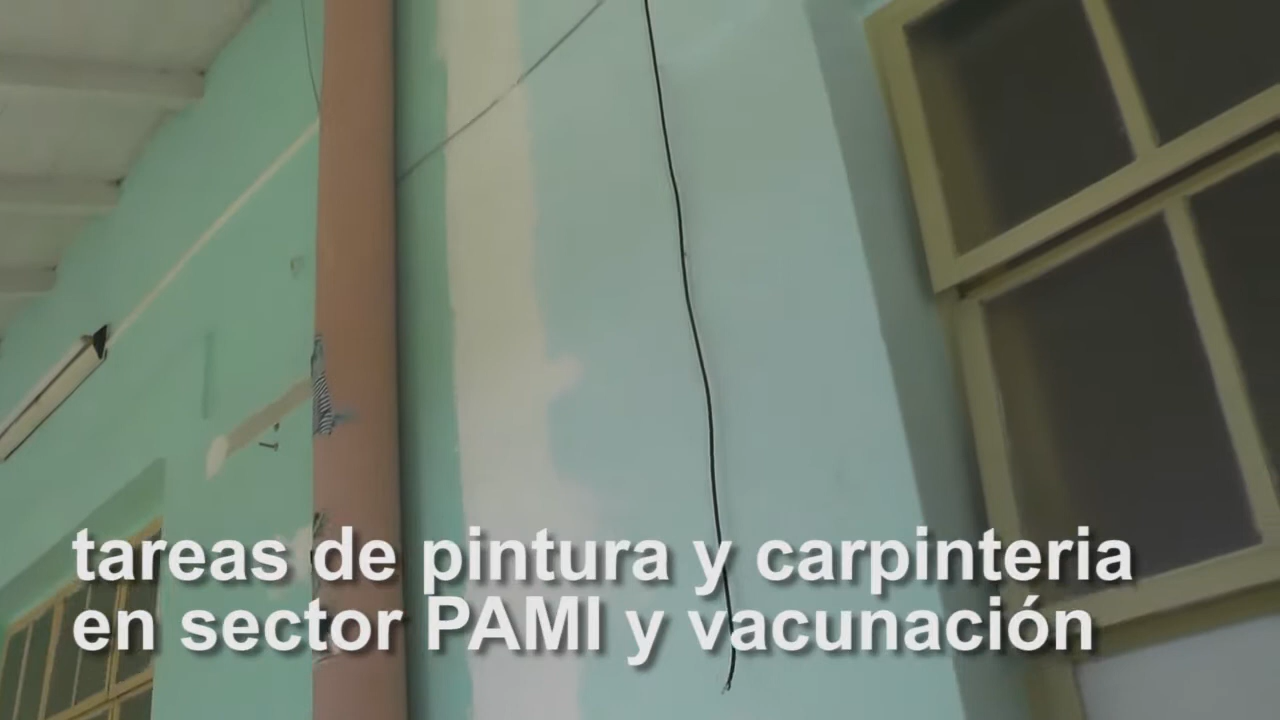 tareas de pintura y carpinteria
en sector PAMI y vacunación